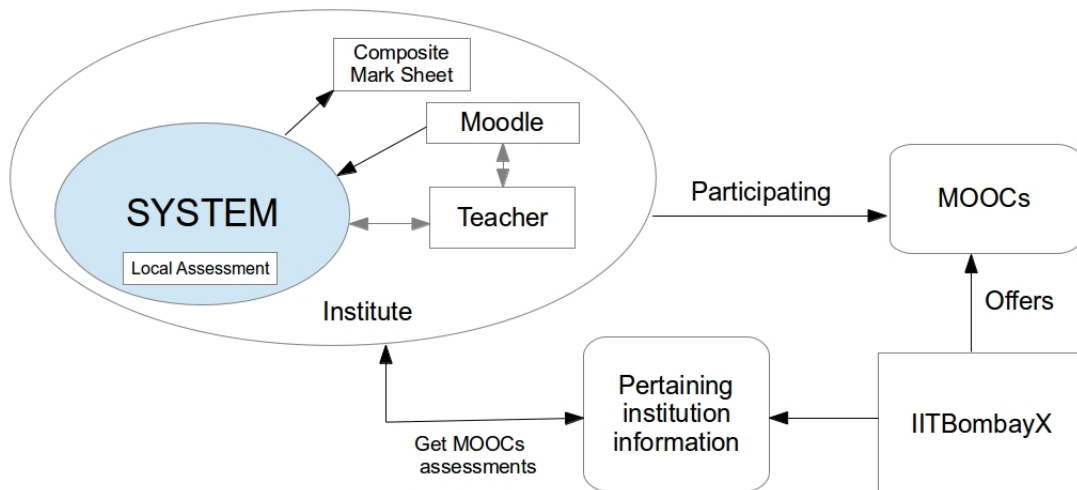 Composite
Mark Sheet
Moodle
SYSTEM
Teacher
Local Assessment
Institute
Participating
MOOCs
Offers
Pertaining
institution
information
IITBombayX
Get MOOCs
assessments